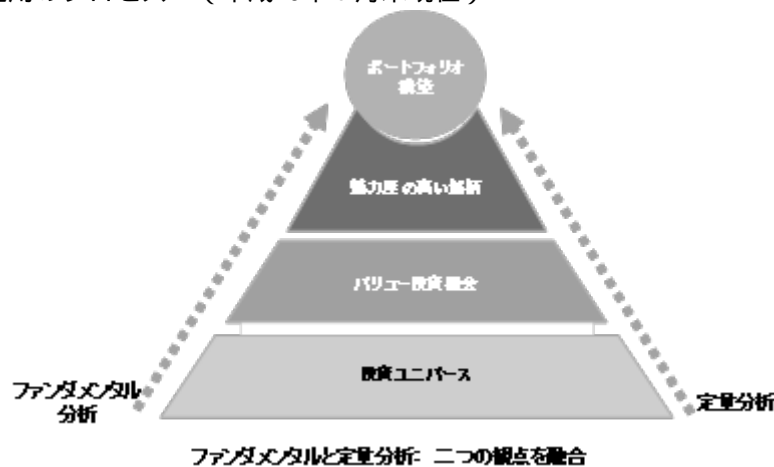 ポートフォリオ
構築
魅力度の高い銘柄
バリュー投資機会
投資ユニバース
ファンダメンタル
分析
定量分析
ファンダメンタルと定量分析: 二つの観点を融合